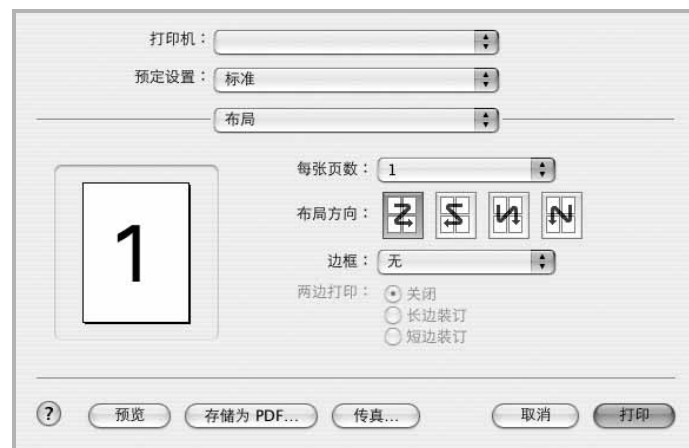 打印机：
预定设置： 标准
布局
每张页数： 1
布局方向：
边框： 无
两边打印： 关闭
长边装订
短边装订
1
? 预览 存储为 PDF... 传真... 取消 打印